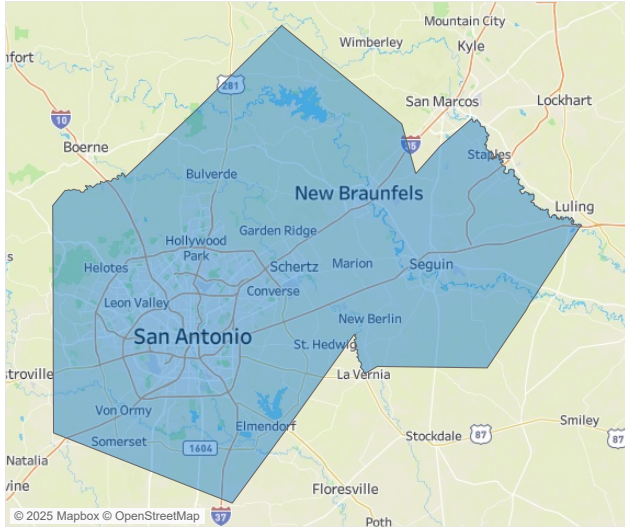 Mountain City
Wimberley
Kyle
nfort
281
San Marcos
Lockhart
10
Boerne
35
Staples
Bulverde
New Braunfels
Luling
Garden Ridge
Hollywood
Park
Helotes
Schertz
Marion
Seguin
s
Converse
Leon Valley
New Berlin
San Antonio
St. Hedwig
stroville
La Vernia
Von Ormy
Elmendorf
Smiley
Somerset
1604
Stockdale
87
87
Natalia
vine
Floresville
© 2025 Mapbox © OpenStreetMap
37
Poth